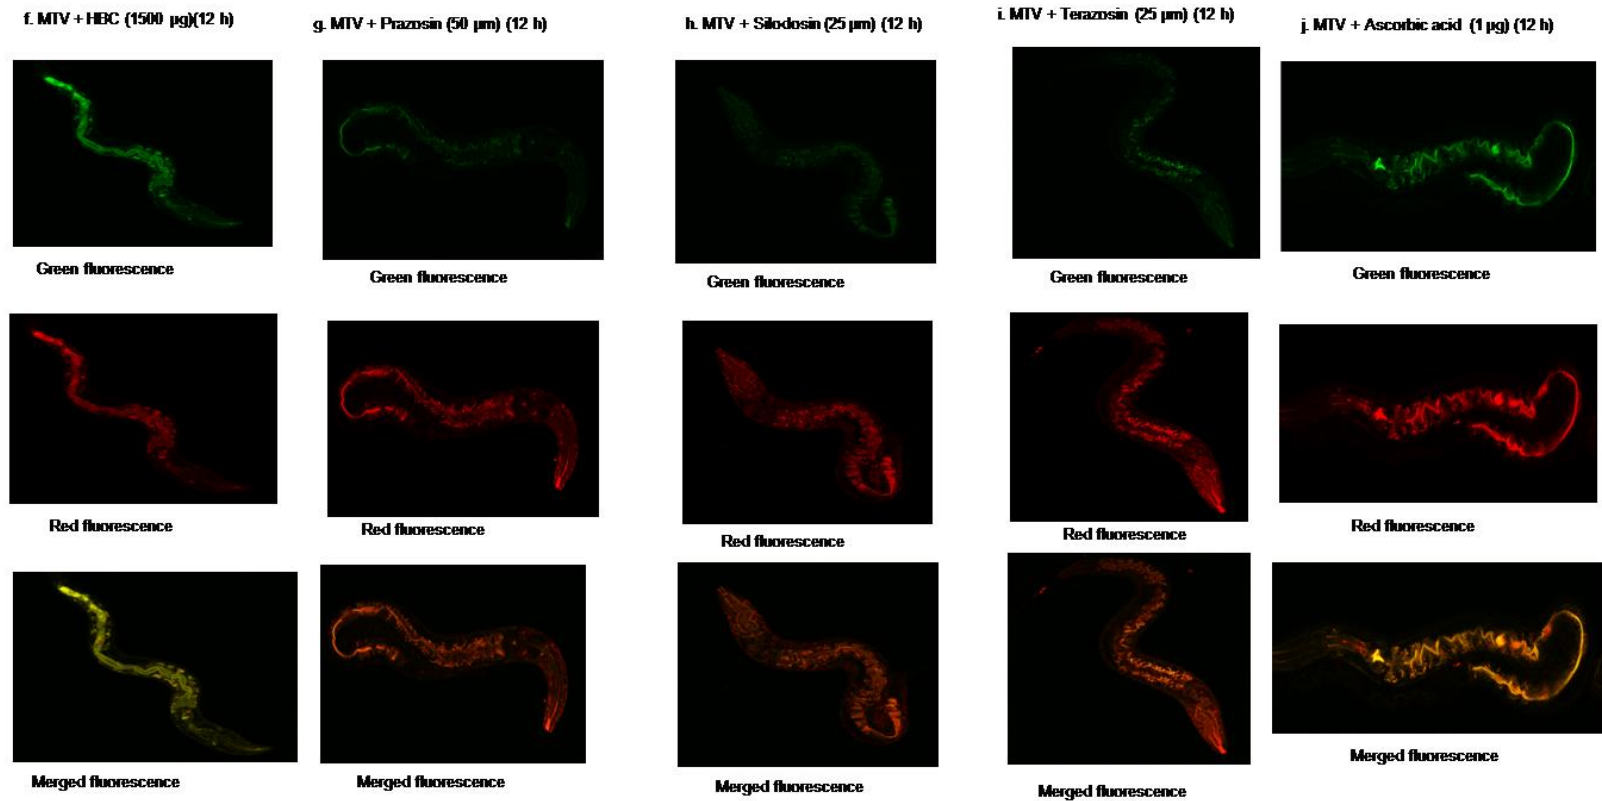 f. MTV + HBC (1500 µg)(12 h)
g. MTV + Prazosin (50 µm) (12 h)
h. MTV + Silodosin (25 µm) (12 h)
i. MTV + Terazosin (25 µm) (12 h)
j. MTV + Ascorbic acid (1 µg) (12 h)
Green fluorescence
Green fluorescence
Green fluorescence
Green fluorescence
Green fluorescence
Red fluorescence
Red fluorescence
Red fluorescence
Red fluorescence
Red fluorescence
Merged fluorescence
Merged fluorescence
Merged fluorescence
Merged fluorescence
Merged fluorescence